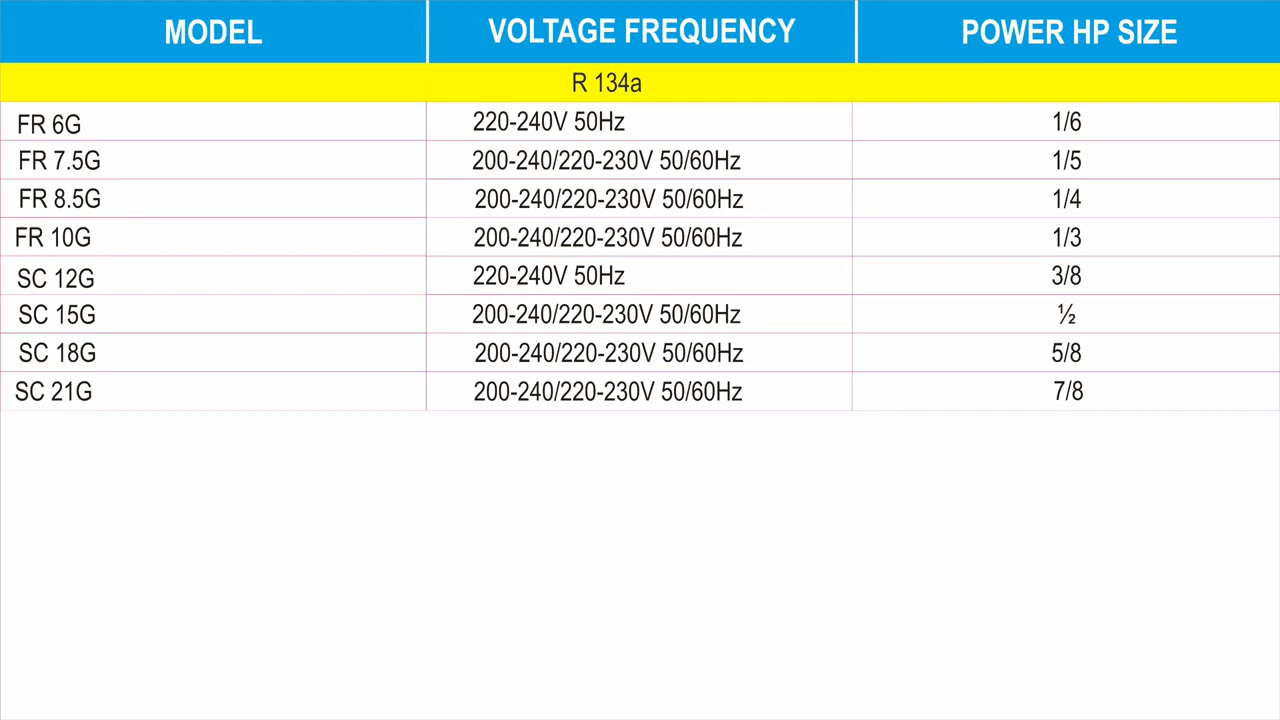 MODEL VOLTAGE FREQUENCY POWER HP SIZE
R 134a
FR 6G 220-240V 50Hz 1/6
FR 7.5G 200-240/220-230V 50/60Hz 1/5
FR 8.5G 200-240/220-230V 50/60Hz 1/4
FR 10G 200-240/220-230V 50/60Hz 1/3
SC 12G 220-240V 50Hz 3/8
SC 15G 200-240/220-230V 50/60Hz ½
SC 18G 200-240/220-230V 50/60Hz 5/8
SC 21G 200-240/220-230V 50/60Hz 7/8